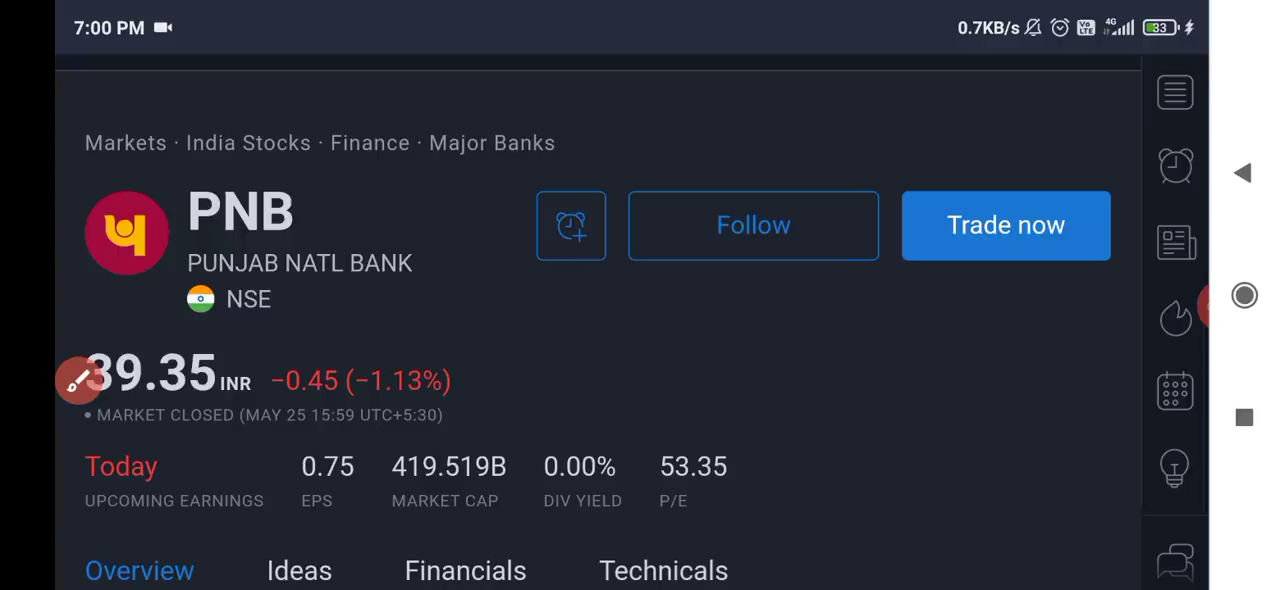 7:00 PM
0.7KB/s 4G 33
Markets · India Stocks · Finance · Major Banks
PNB
PUNJAB NATL BANK
NSE
Follow
Trade now
39.35 INR −0.45 (−1.13%)
• MARKET CLOSED (MAY 25 15:59 UTC+5:30)
Today 0.75 419.519B 0.00% 53.35
UPCOMING EARNINGS EPS MARKET CAP DIV YIELD P/E
Overview Ideas Financials Technicals